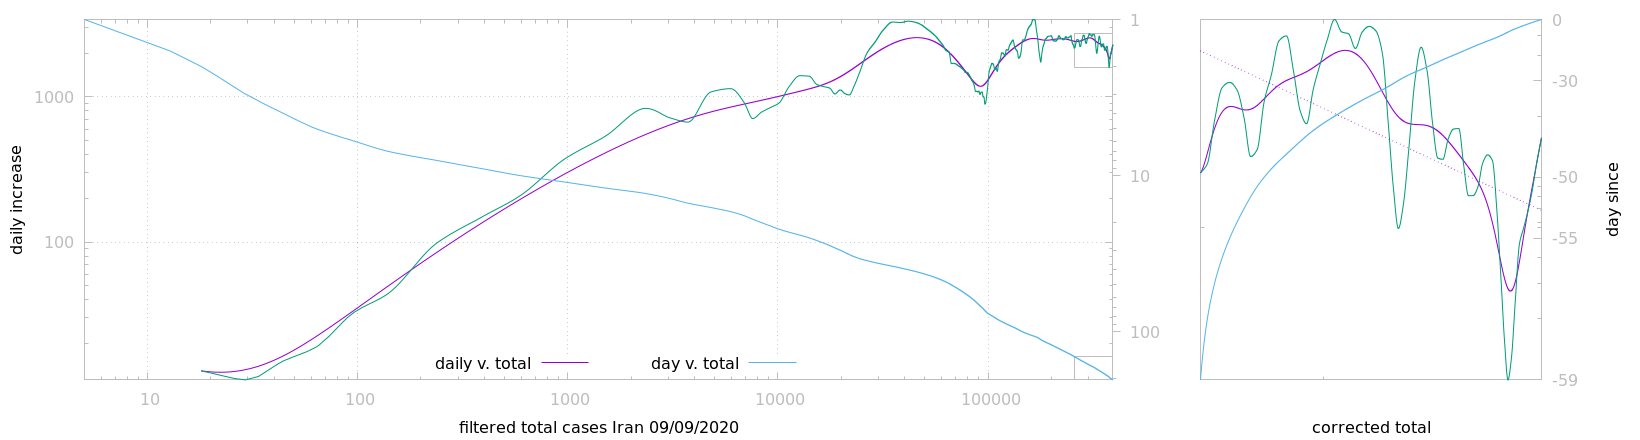 daily increase
1000
100
1
10
100
daily v. total
day v. total
10
100
1000
10000
100000
filtered total cases Iran 09/09/2020
0
-30
-50
-55
-59
day since
corrected total